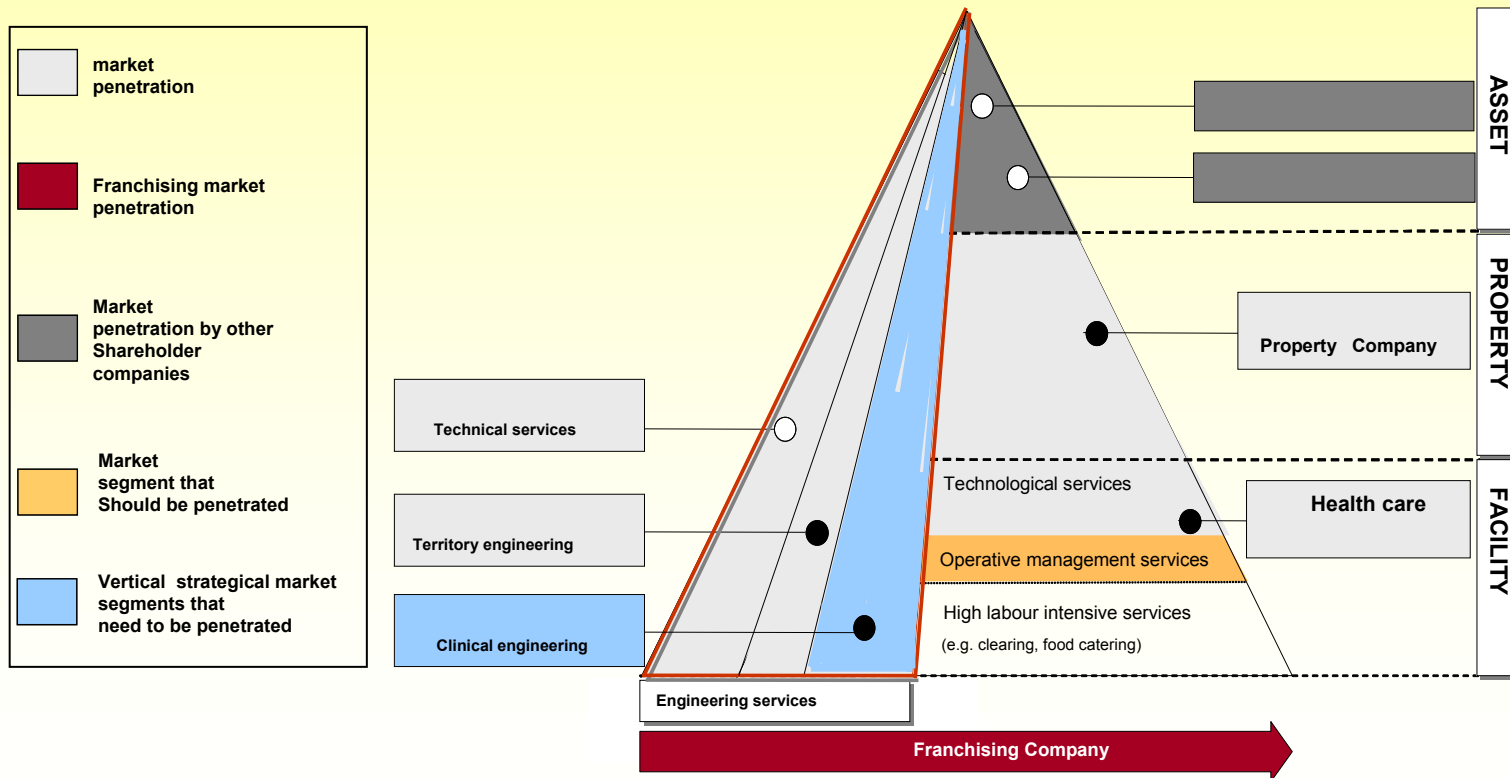 market
penetration
Franchising market
penetration
Market
penetration by other
Shareholder
companies
Market
segment that
Should be penetrated
Vertical strategical market
segments that
need to be penetrated
Technical services
Territory engineering
Clinical engineering
Engineering services
Franchising Company
Technological services
Operative management services
High labour intensive services
(e.g. clearing, food catering)
Property Company
Health care
ASSET
PROPERTY
FACILITY